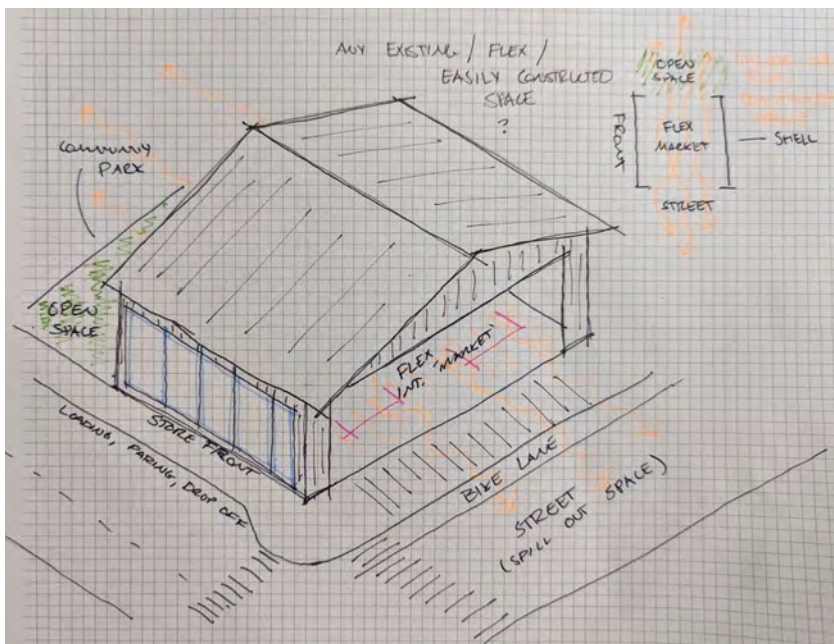 ANY EXISTING / FLEX /
EASILY CONSTRUCTED
SPACE
?
OPEN
SPACE
FRONT
FLEX
MARKET
SHELL
STREET
COMMUNITY
PARK
OPEN
SPACE
FLEX
INT. 'MARKET'
STORE FRONT
LOADING, PARING, DROP OFF
BIKE LANE
STREET
(SPILL OUT SPACE)